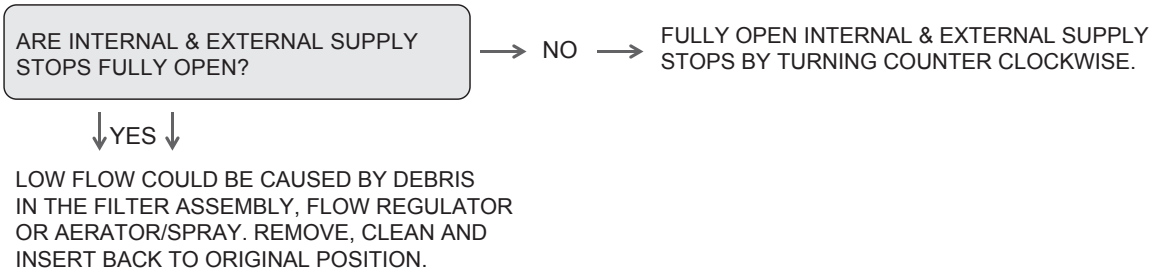 ARE INTERNAL & EXTERNAL SUPPLY
STOPS FULLY OPEN?
NO
FULLY OPEN INTERNAL & EXTERNAL SUPPLY
STOPS BY TURNING COUNTER CLOCKWISE.
YES
LOW FLOW COULD BE CAUSED BY DEBRIS
IN THE FILTER ASSEMBLY, FLOW REGULATOR
OR AERATOR/SPRAY. REMOVE, CLEAN AND
INSERT BACK TO ORIGINAL POSITION.